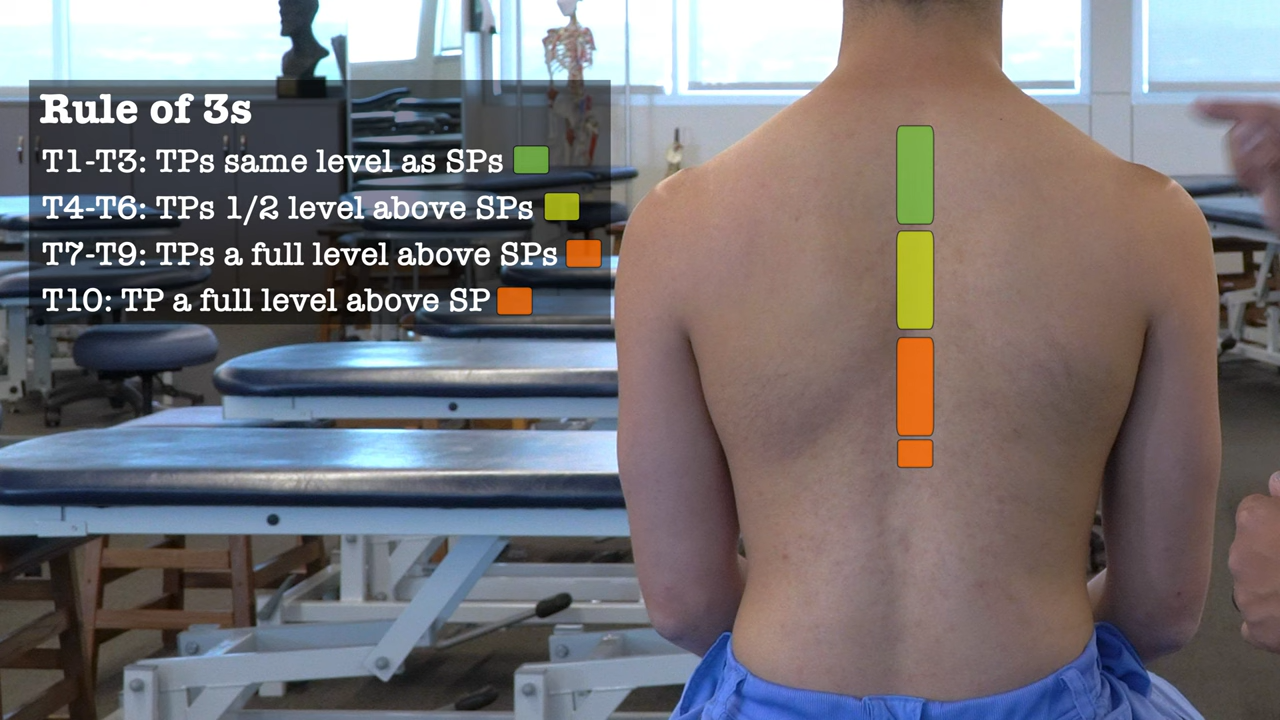 Rule of 3s
T1-T3: TPs same level as SPs
T4-T6: TPs 1/2 level above SPs
T7-T9: TPs a full level above SPs
T10: TP a full level above SP